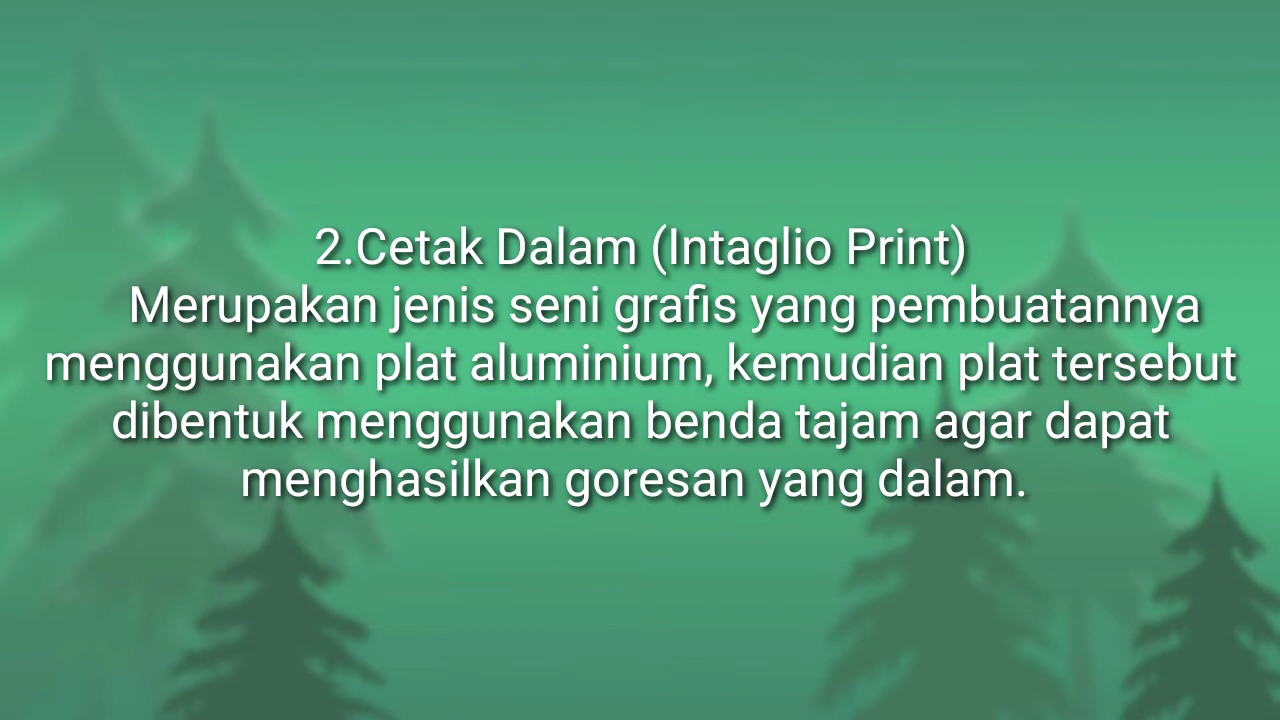 2.Cetak Dalam (Intaglio Print)
Merupakan jenis seni grafis yang pembuatannya
menggunakan plat aluminium, kemudian plat tersebut
dibentuk menggunakan benda tajam agar dapat
menghasilkan goresan yang dalam.